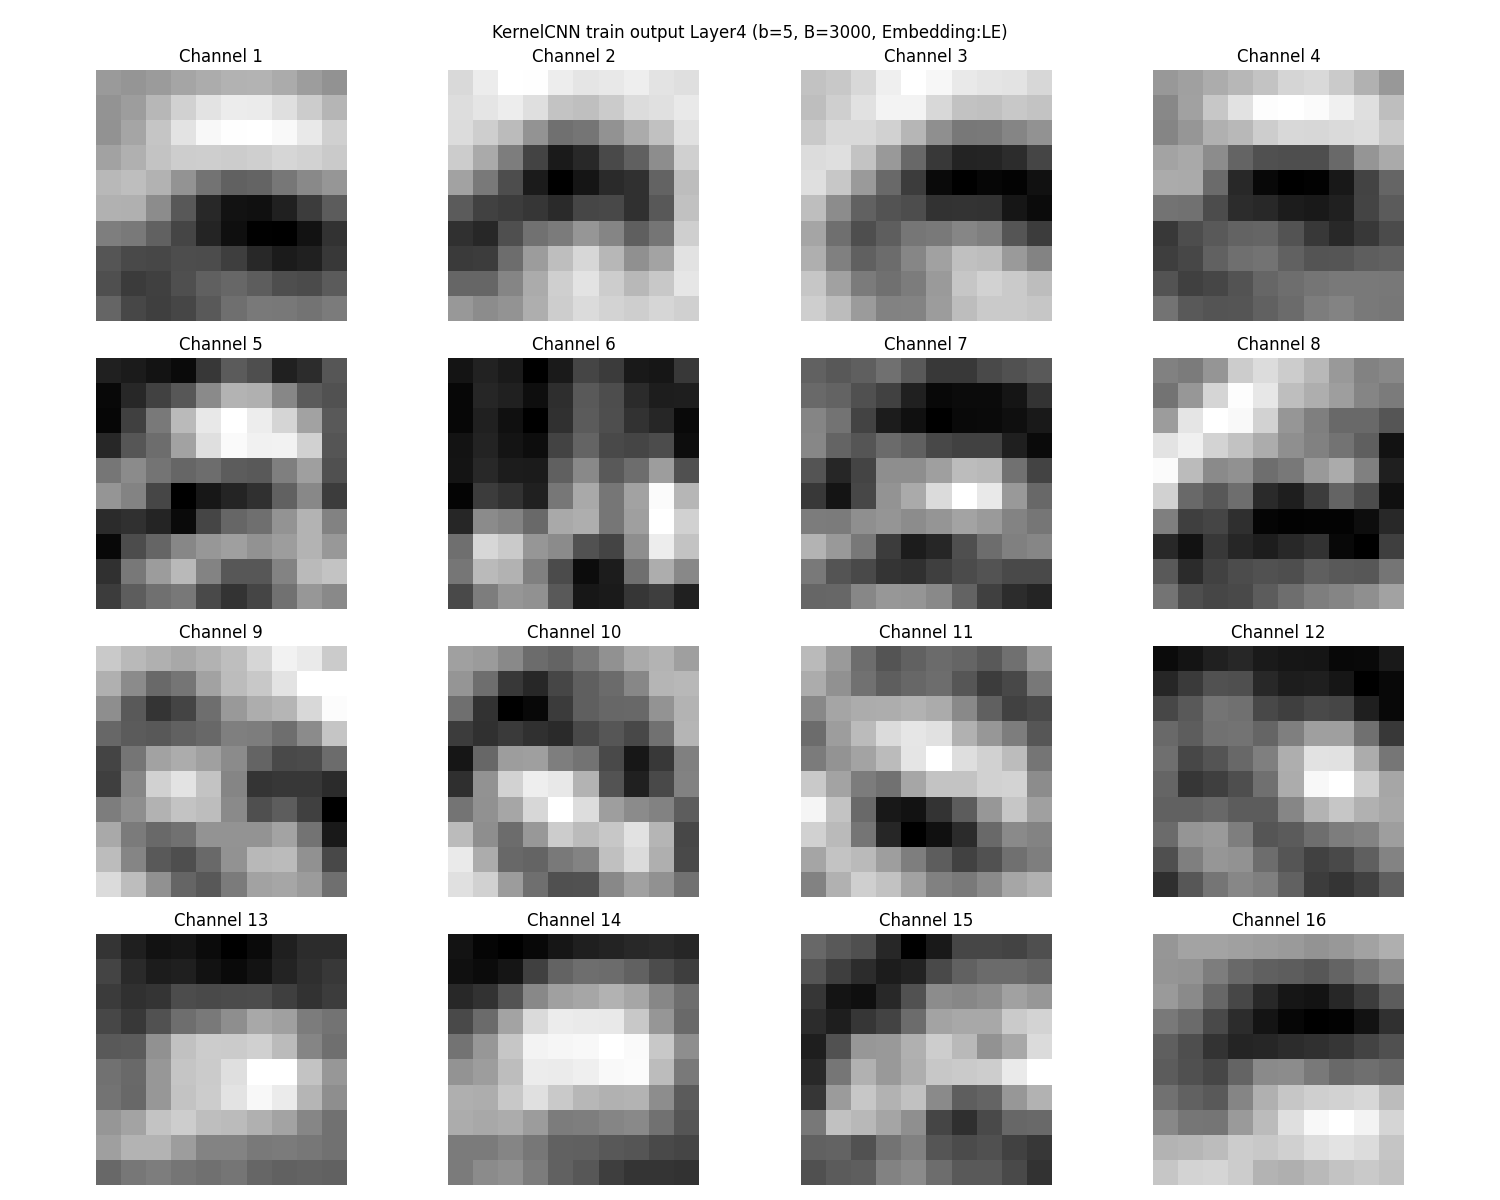 KernelCNN train output Layer4 (b=5, B=3000, Embedding:LE)
Channel 1 Channel 2 Channel 3 Channel 4
Channel 5 Channel 6 Channel 7 Channel 8
Channel 9 Channel 10 Channel 11 Channel 12
Channel 13 Channel 14 Channel 15 Channel 16